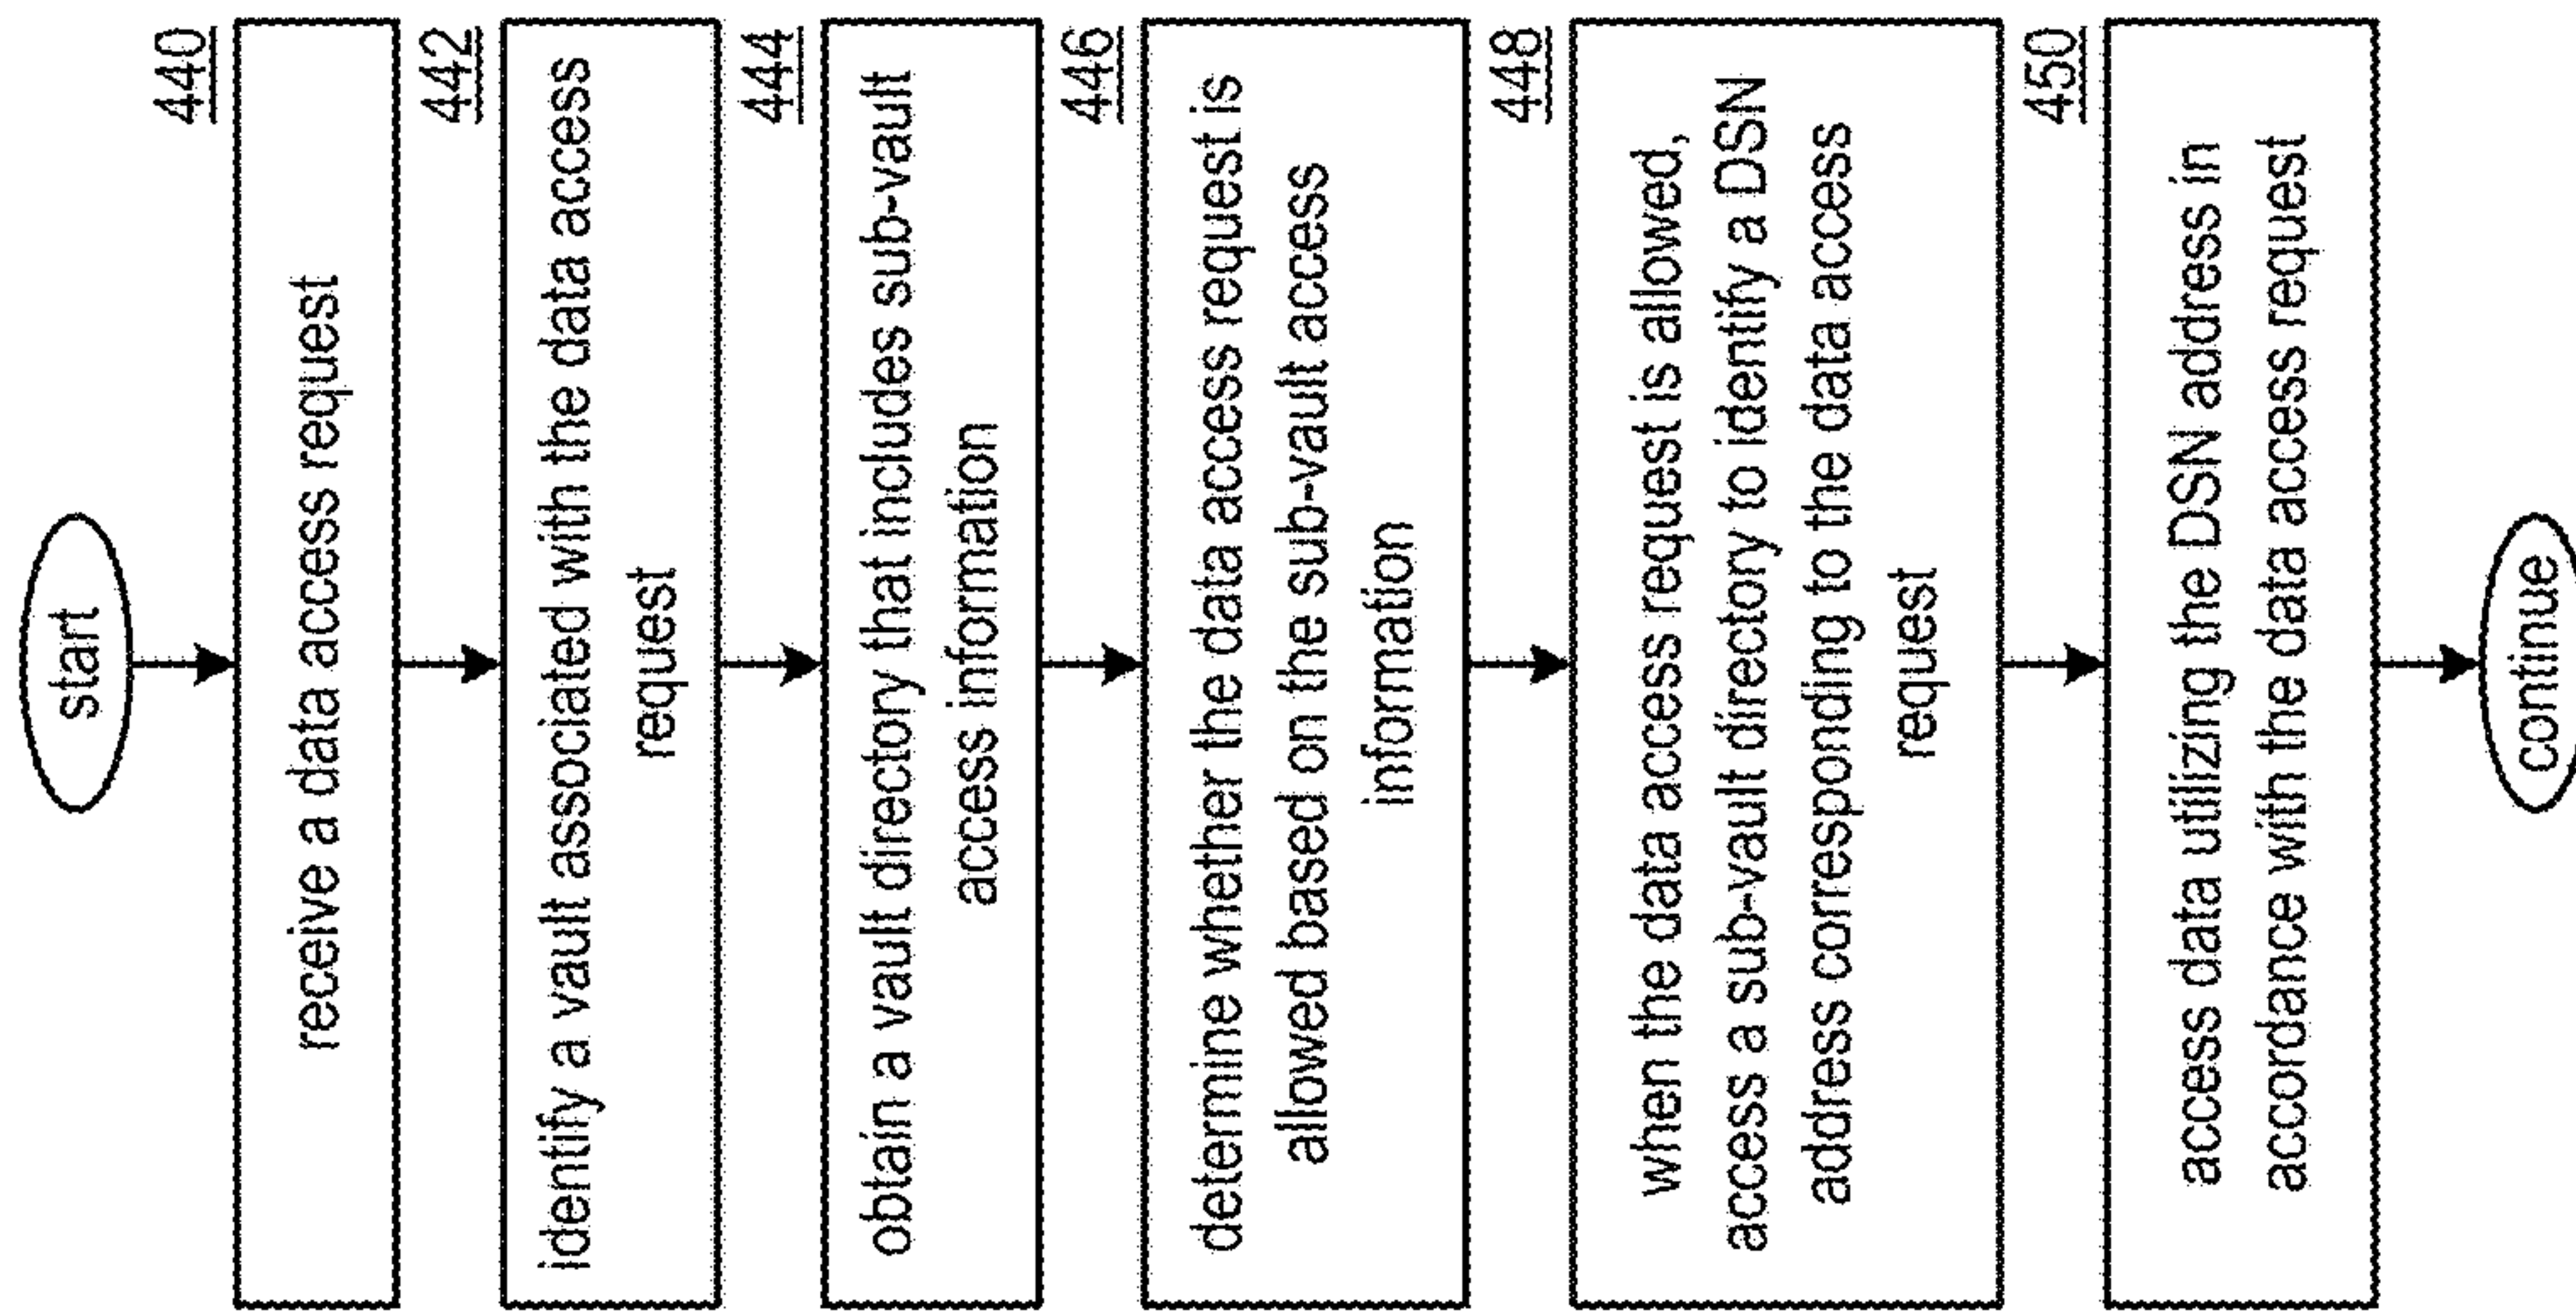 start
440
receive a data access request
442
identify a vault associated with the data access
request
444
obtain a vault directory that includes sub-vault
access information
446
determine whether the data access request is
allowed based on the sub-vault access
information
448
when the data access request is allowed,
access a sub-vault directory to identify a DSN
address corresponding to the data access
request
450
access data utilizing the DSN address in
accordance with the data access request
continue